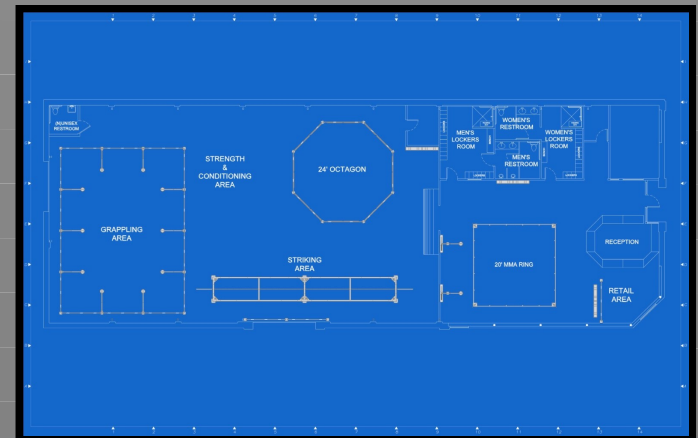 (N)UNISEX
RESTROOM
MEN'S
LOCKERS
ROOM
WOMEN'S
RESTROOM
WOMEN'S
LOCKERS
ROOM
MEN'S
RESTROOM
STRENGTH
&
CONDITIONING
AREA
24' OCTAGON
GRAPPLING
AREA
STRIKING
AREA
20' MMA RING
RECEPTION
RETAIL
AREA